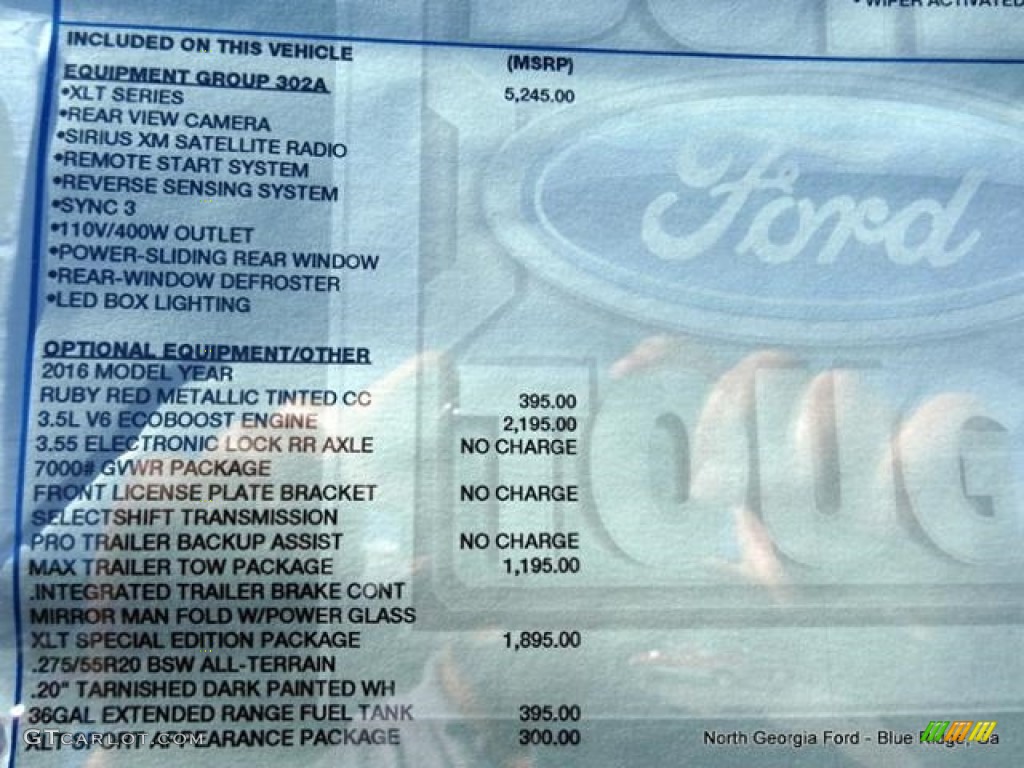 • WIPER ACTIVATED
INCLUDED ON THIS VEHICLE
(MSRP)
EQUIPMENT GROUP 302A
•XLT SERIES 5,245.00
•REAR VIEW CAMERA
•SIRIUS XM SATELLITE RADIO
•REMOTE START SYSTEM
•REVERSE SENSING SYSTEM
•SYNC 3
•110V/400W OUTLET
•POWER-SLIDING REAR WINDOW
•REAR-WINDOW DEFROSTER
•LED BOX LIGHTING
Ford
TOUG
OPTIONAL EQUIPMENT/OTHER
2016 MODEL YEAR
RUBY RED METALLIC TINTED CC 395.00
3.5L V6 ECOBOOST ENGINE 2,195.00
3.55 ELECTRONIC LOCK RR AXLE NO CHARGE
7000# GVWR PACKAGE
FRONT LICENSE PLATE BRACKET NO CHARGE
SELECTSHIFT TRANSMISSION
PRO TRAILER BACKUP ASSIST NO CHARGE
MAX TRAILER TOW PACKAGE 1,195.00
.INTEGRATED TRAILER BRAKE CONT
MIRROR MAN FOLD W/POWER GLASS
XLT SPECIAL EDITION PACKAGE 1,895.00
.275/55R20 BSW ALL-TERRAIN
.20" TARNISHED DARK PAINTED WH
36GAL EXTENDED RANGE FUEL TANK 395.00
XLT SPORT APPEARANCE PACKAGE 300.00
GTcarlot.com
North Georgia Ford - Blue Ridge, Ga